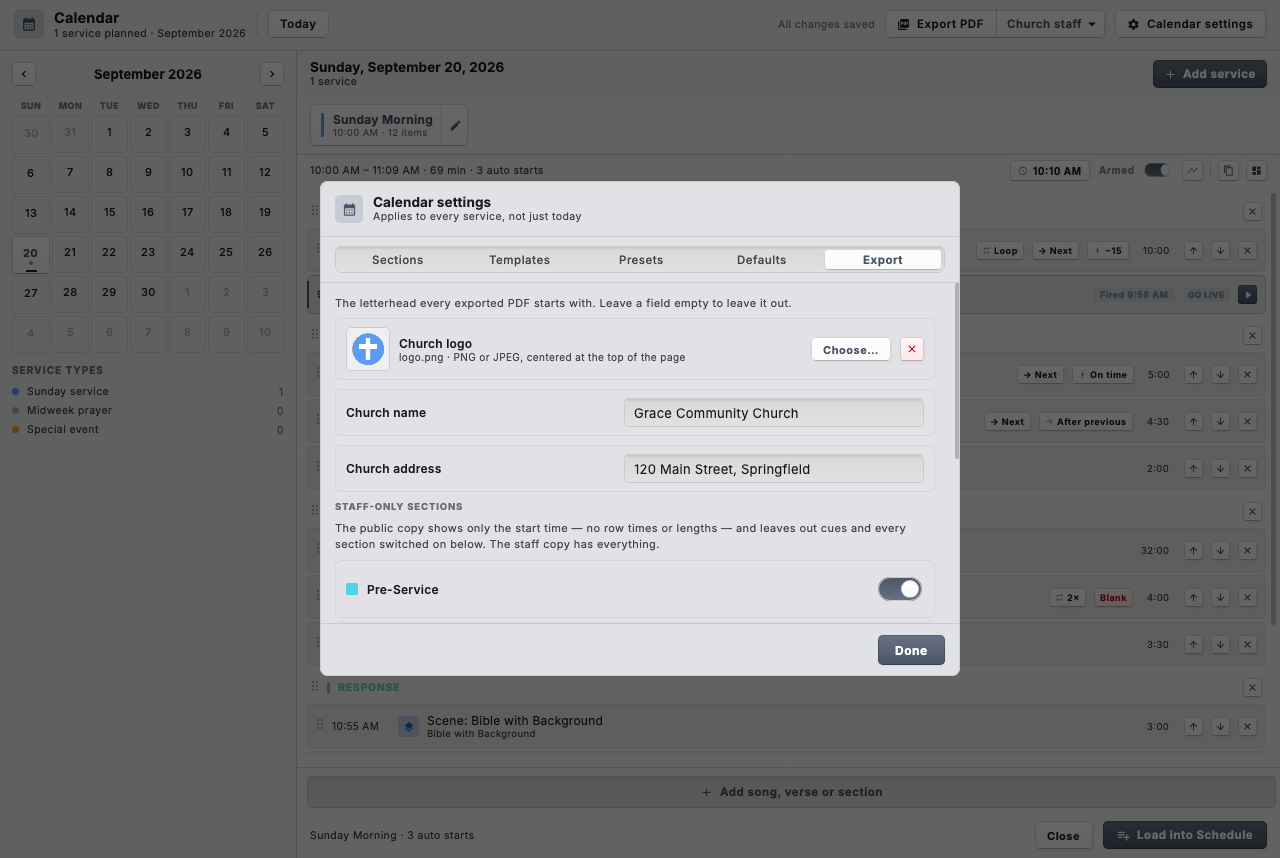 Calendar
1 service planned · September 2026
Today
All changes saved
Export PDF
Church staff
Calendar settings
September 2026
SUN MON TUE WED THU FRI SAT
30 31 1 2 3 4 5
6 7 8 9 10 11 12
13 14 15 16 17 18 19
20 21 22 23 24 25 26
27 28 29 30 1 2 3
4 5 6 7 8 9 10
SERVICE TYPES
Sunday service 1
Midweek prayer 0
Special event 0
Sunday, September 20, 2026
1 service
+ Add service
Sunday Morning
10:00 AM · 12 items
10:00 AM – 11:09 AM · 69 min · 3 auto starts
10:10 AM
Armed
Loop → Next −15 10:00
Fired 9:58 AM GO LIVE
→ Next On time 5:00
→ Next → After previous 4:30
2:00
32:00
2× Blank 4:00
3:30
Calendar settings
Applies to every service, not just today
Sections Templates Presets Defaults Export
The letterhead every exported PDF starts with. Leave a field empty to leave it out.
Church logo
logo.png · PNG or JPEG, centered at the top of the page
Choose…
Church name Grace Community Church
Church address 120 Main Street, Springfield
STAFF-ONLY SECTIONS
The public copy shows only the start time — no row times or lengths — and leaves out cues and every
section switched on below. The staff copy has everything.
Pre-Service
Done
RESPONSE
10:55 AM Scene: Bible with Background 3:00
Bible with Background
+ Add song, verse or section
Sunday Morning · 3 auto starts
Close
Load into Schedule